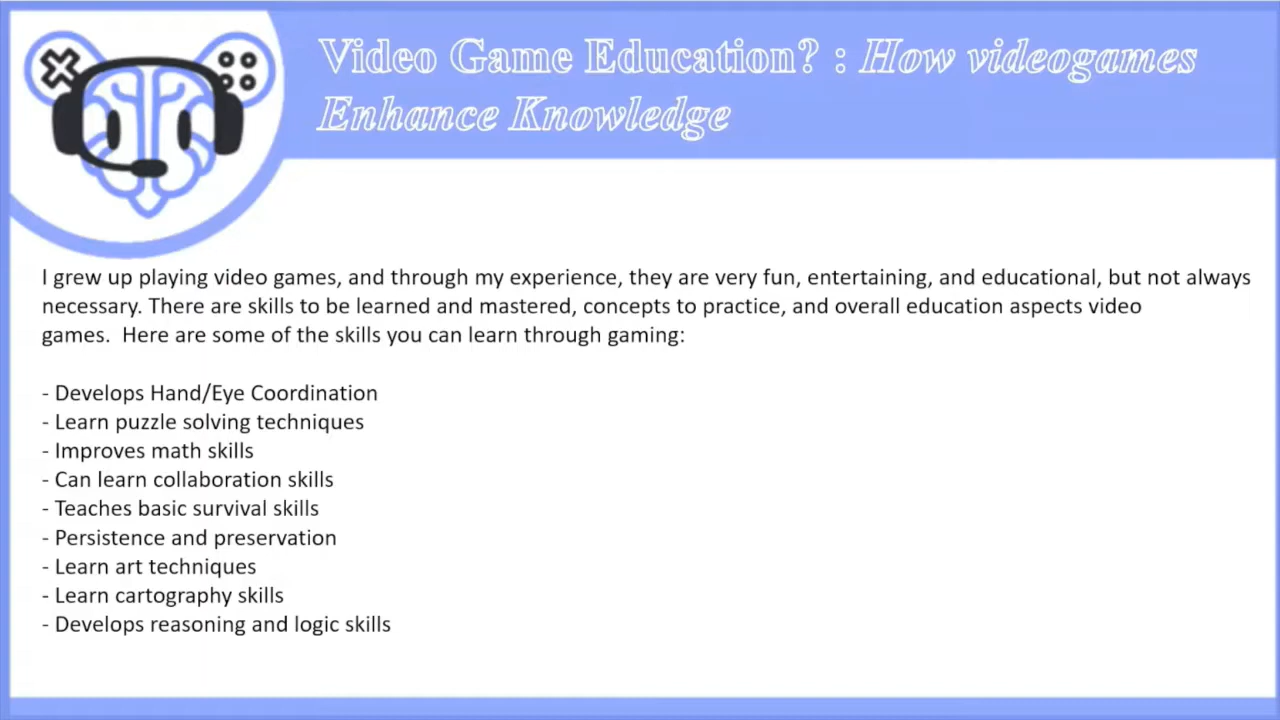 Video Game Education? : How videogames
Enhance Knowledge
I grew up playing video games, and through my experience, they are very fun, entertaining, and educational, but not always
necessary. There are skills to be learned and mastered, concepts to practice, and overall education aspects video
games.  Here are some of the skills you can learn through gaming:
- Develops Hand/Eye Coordination
- Learn puzzle solving techniques
- Improves math skills
- Can learn collaboration skills
- Teaches basic survival skills
- Persistence and preservation
- Learn art techniques
- Learn cartography skills
- Develops reasoning and logic skills